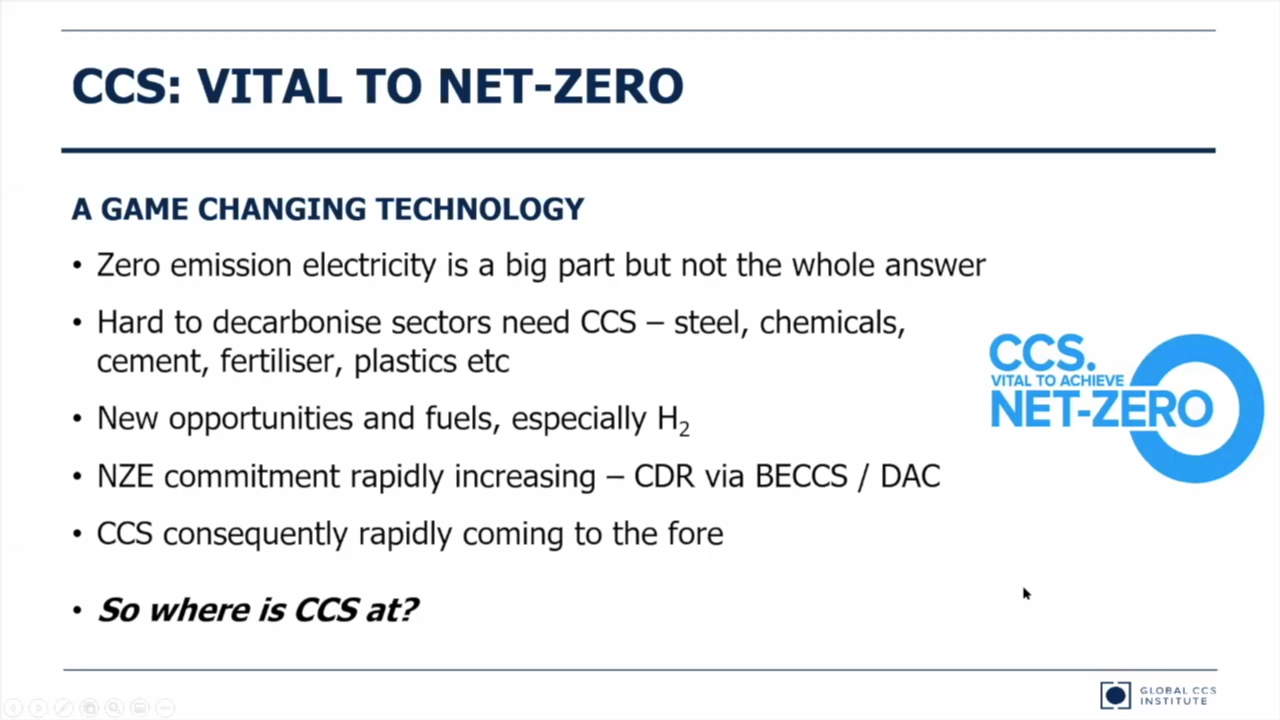 CCS: VITAL TO NET-ZERO
A GAME CHANGING TECHNOLOGY
• Zero emission electricity is a big part but not the whole answer
• Hard to decarbonise sectors need CCS – steel, chemicals,
cement, fertiliser, plastics etc
• New opportunities and fuels, especially H₂
• NZE commitment rapidly increasing – CDR via BECCS / DAC
• CCS consequently rapidly coming to the fore
• So where is CCS at?
CCS.
VITAL TO ACHIEVE
NET-ZERO
GLOBAL CCS
INSTITUTE